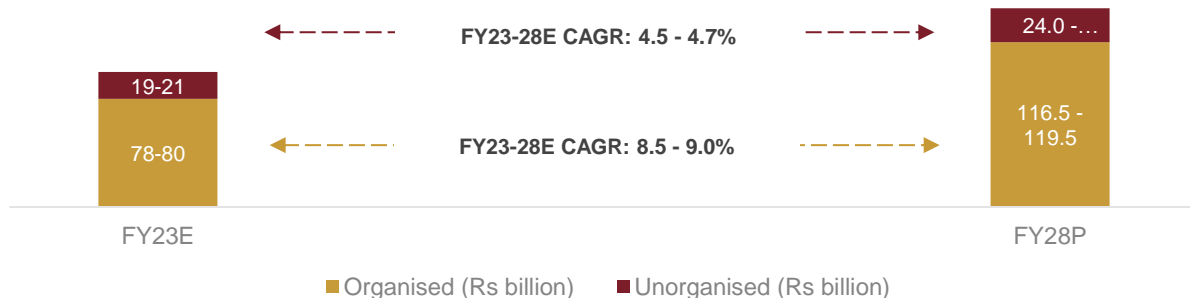 FY23-28E CAGR: 4.5 - 4.7%
24.0 -…
19-21
116.5 -
119.5
78-80
FY23-28E CAGR: 8.5 - 9.0%
FY23E
FY28P
Organised (Rs billion)
Unorganised (Rs billion)